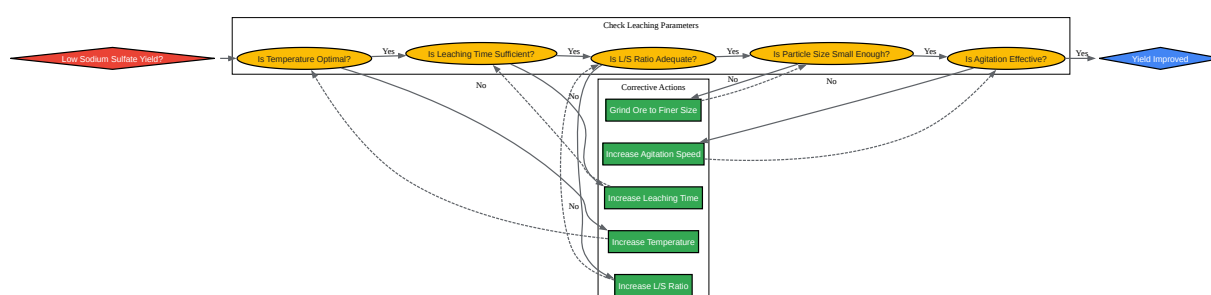 Check Leaching Parameters
Low Sodium Sulfate Yield?
Is Temperature Optimal?
Yes
Is Leaching Time Sufficient?
Yes
Is L/S Ratio Adequate?
Yes
Is Particle Size Small Enough?
Yes
Is Agitation Effective?
Yes
Yield Improved
No
No
No
No
No
Corrective Actions
Grind Ore to Finer Size
Increase Agitation Speed
Increase Leaching Time
Increase Temperature
Increase L/S Ratio